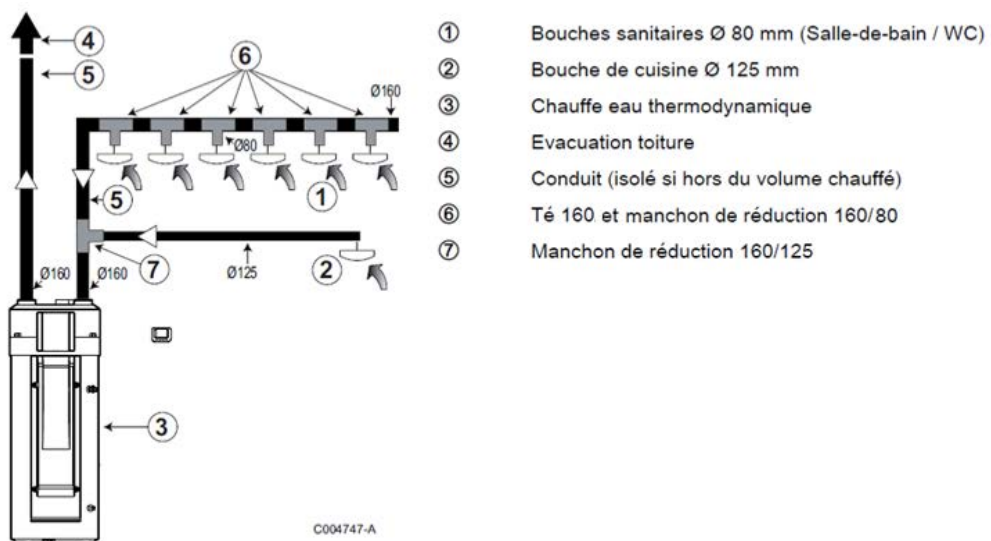 ④
⑤
⑥
Ø160
Ø80
①
⑤
⑦
Ø125
②
Ø160
Ø160
③
C004747-A
① Bouches sanitaires Ø 80 mm (Salle-de-bain / WC)
② Bouche de cuisine Ø 125 mm
③ Chauffe eau thermodynamique
④ Evacuation toiture
⑤ Conduit (isolé si hors du volume chauffé)
⑥ Té 160 et manchon de réduction 160/80
⑦ Manchon de réduction 160/125